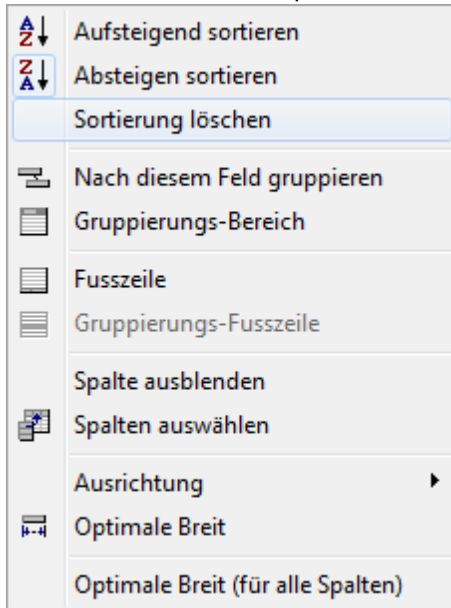 Aufsteigend sortieren
Absteigen sortieren
Sortierung löschen
Nach diesem Feld gruppieren
Gruppierungs-Bereich
Fusszeile
Gruppierungs-Fusszeile
Spalte ausblenden
Spalten auswählen
Ausrichtung
Optimale Breit
Optimale Breit (für alle Spalten)